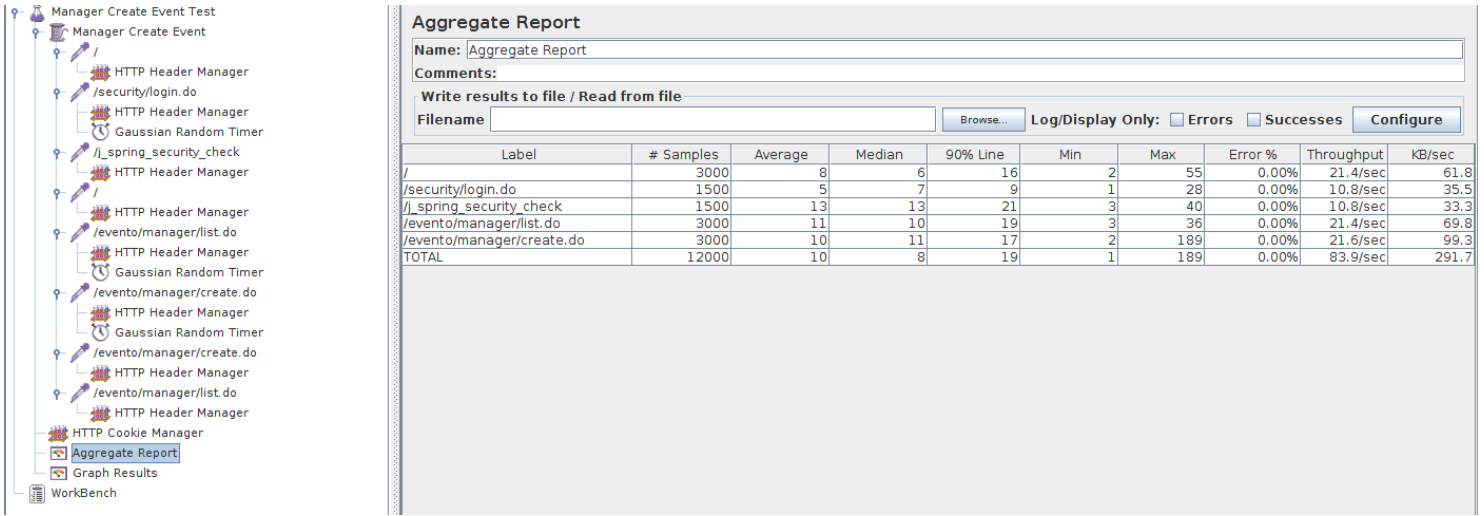 Manager Create Event Test
Manager Create Event
/
HTTP Header Manager
/security/login.do
HTTP Header Manager
Gaussian Random Timer
/j_spring_security_check
HTTP Header Manager
/
HTTP Header Manager
/evento/manager/list.do
HTTP Header Manager
Gaussian Random Timer
/evento/manager/create.do
HTTP Header Manager
Gaussian Random Timer
/evento/manager/create.do
HTTP Header Manager
/evento/manager/list.do
HTTP Header Manager
HTTP Cookie Manager
Aggregate Report
Graph Results
WorkBench
Aggregate Report
Name: Aggregate Report
Comments:
Write results to file / Read from file
Filename Browse... Log/Display Only: Errors Successes Configure
Label # Samples Average Median 90% Line Min Max Error % Throughput KB/sec
/ 3000 8 6 16 2 55 0.00% 21.4/sec 61.8
/security/login.do 1500 5 7 9 1 28 0.00% 10.8/sec 35.5
/j_spring_security_check 1500 13 13 21 3 40 0.00% 10.8/sec 33.3
/evento/manager/list.do 3000 11 10 19 3 36 0.00% 21.4/sec 69.8
/evento/manager/create.do 3000 10 11 17 2 189 0.00% 21.6/sec 99.3
TOTAL 12000 10 8 19 1 189 0.00% 83.9/sec 291.7